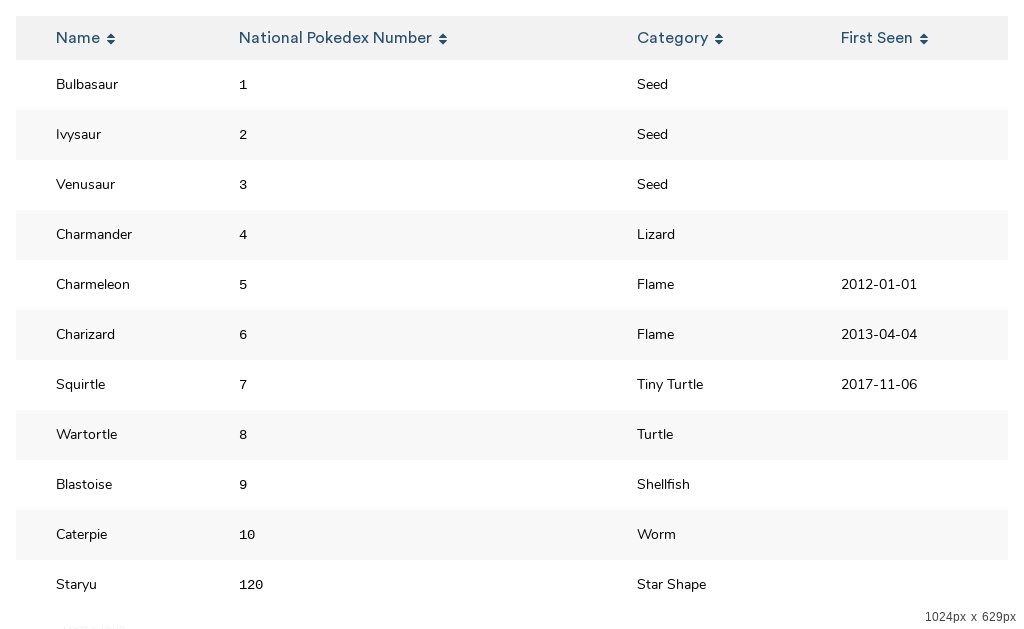 Name National Pokedex Number Category First Seen
Bulbasaur 1 Seed
Ivysaur 2 Seed
Venusaur 3 Seed
Charmander 4 Lizard
Charmeleon 5 Flame 2012-01-01
Charizard 6 Flame 2013-04-04
Squirtle 7 Tiny Turtle 2017-11-06
Wartortle 8 Turtle
Blastoise 9 Shellfish
Caterpie 10 Worm
Staryu 120 Star Shape
1024px x 629px